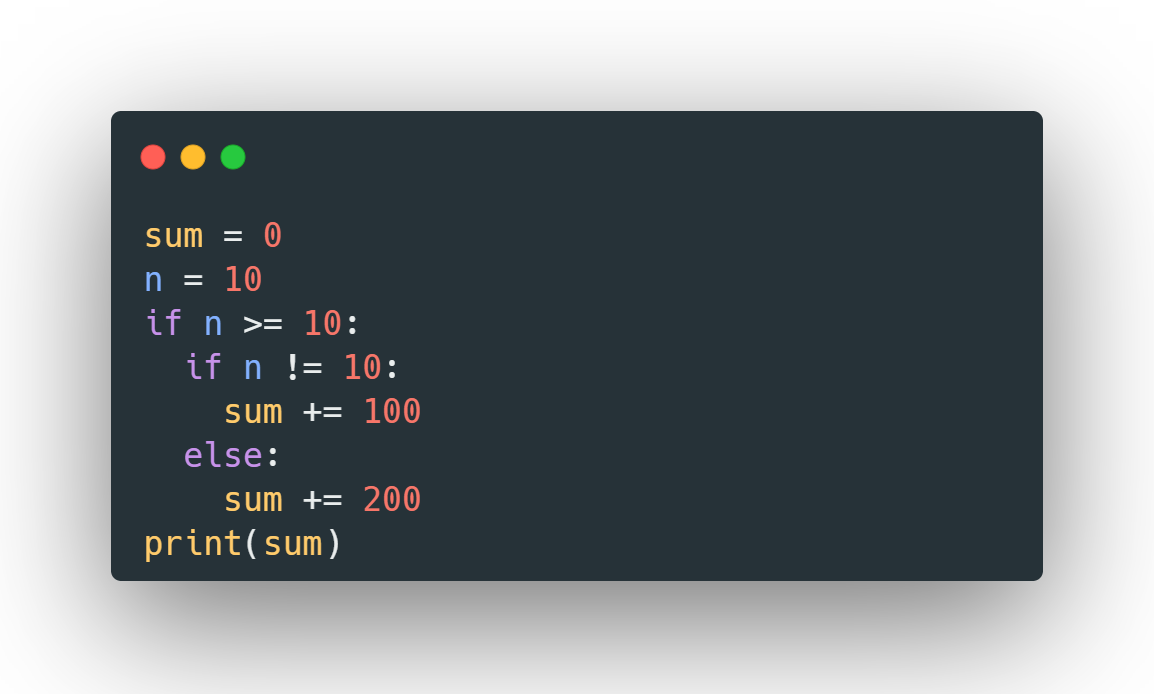 sum = 0
n = 10
if n >= 10:
  if n != 10:
    sum += 100
  else:
    sum += 200
print(sum)